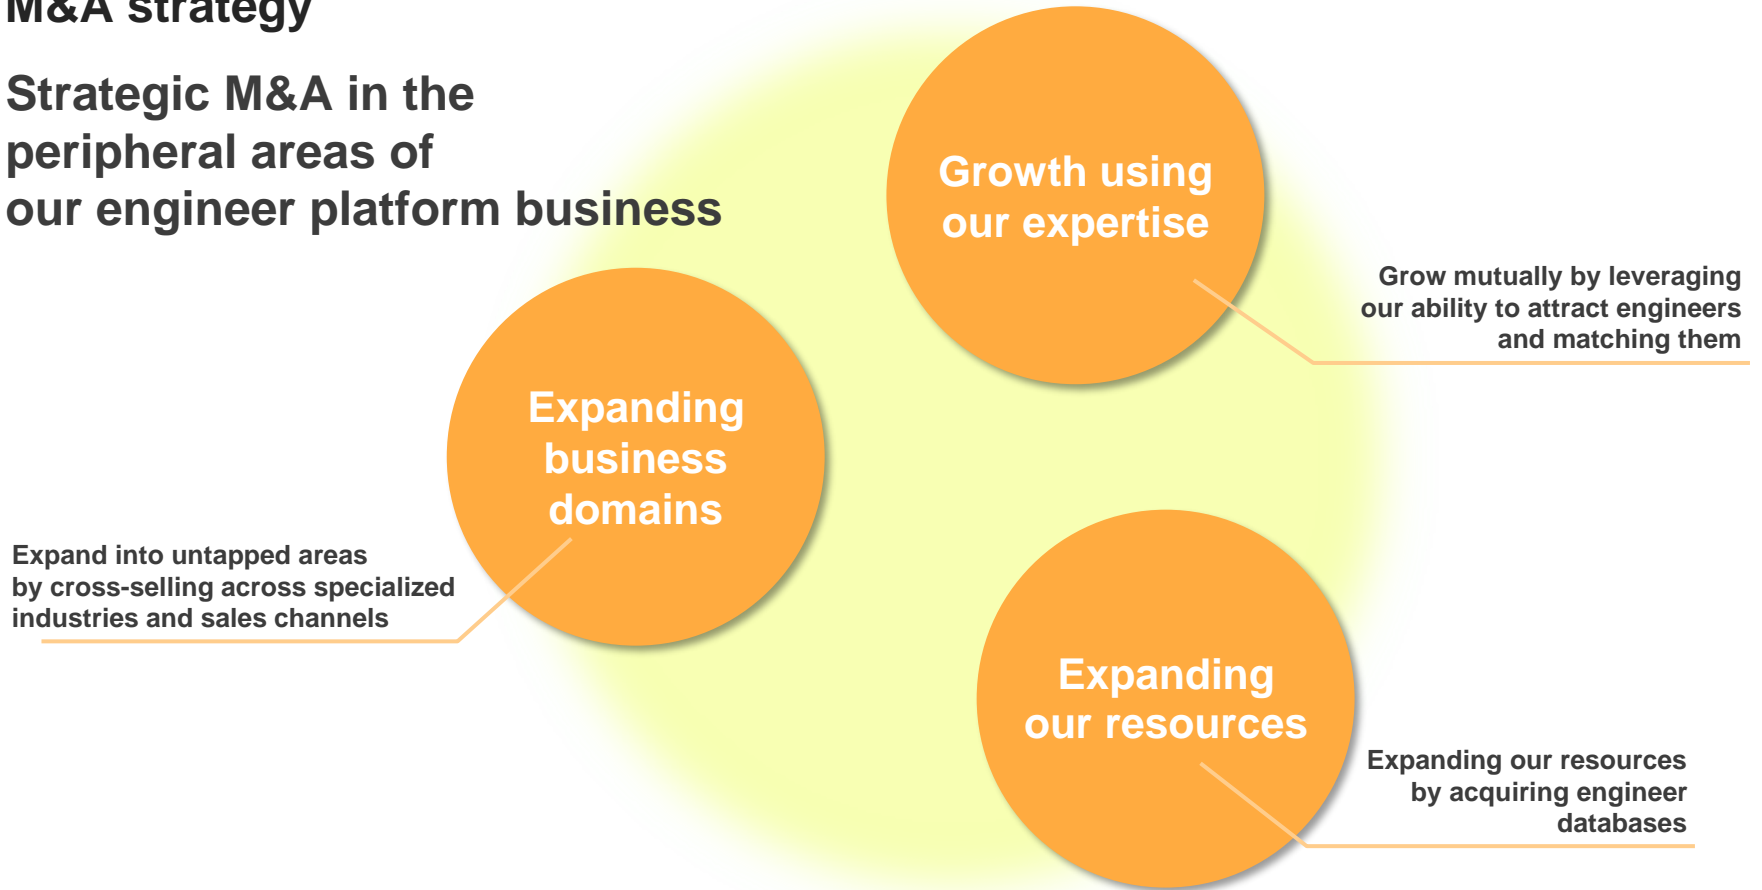 M&A strategy
Strategic M&A in the
peripheral areas of
our engineer platform business
Growth using
our expertise
Grow mutually by leveraging
our ability to attract engineers
and matching them
Expanding
business
domains
Expand into untapped areas
by cross-selling across specialized
industries and sales channels
Expanding
our resources
Expanding our resources
by acquiring engineer
databases